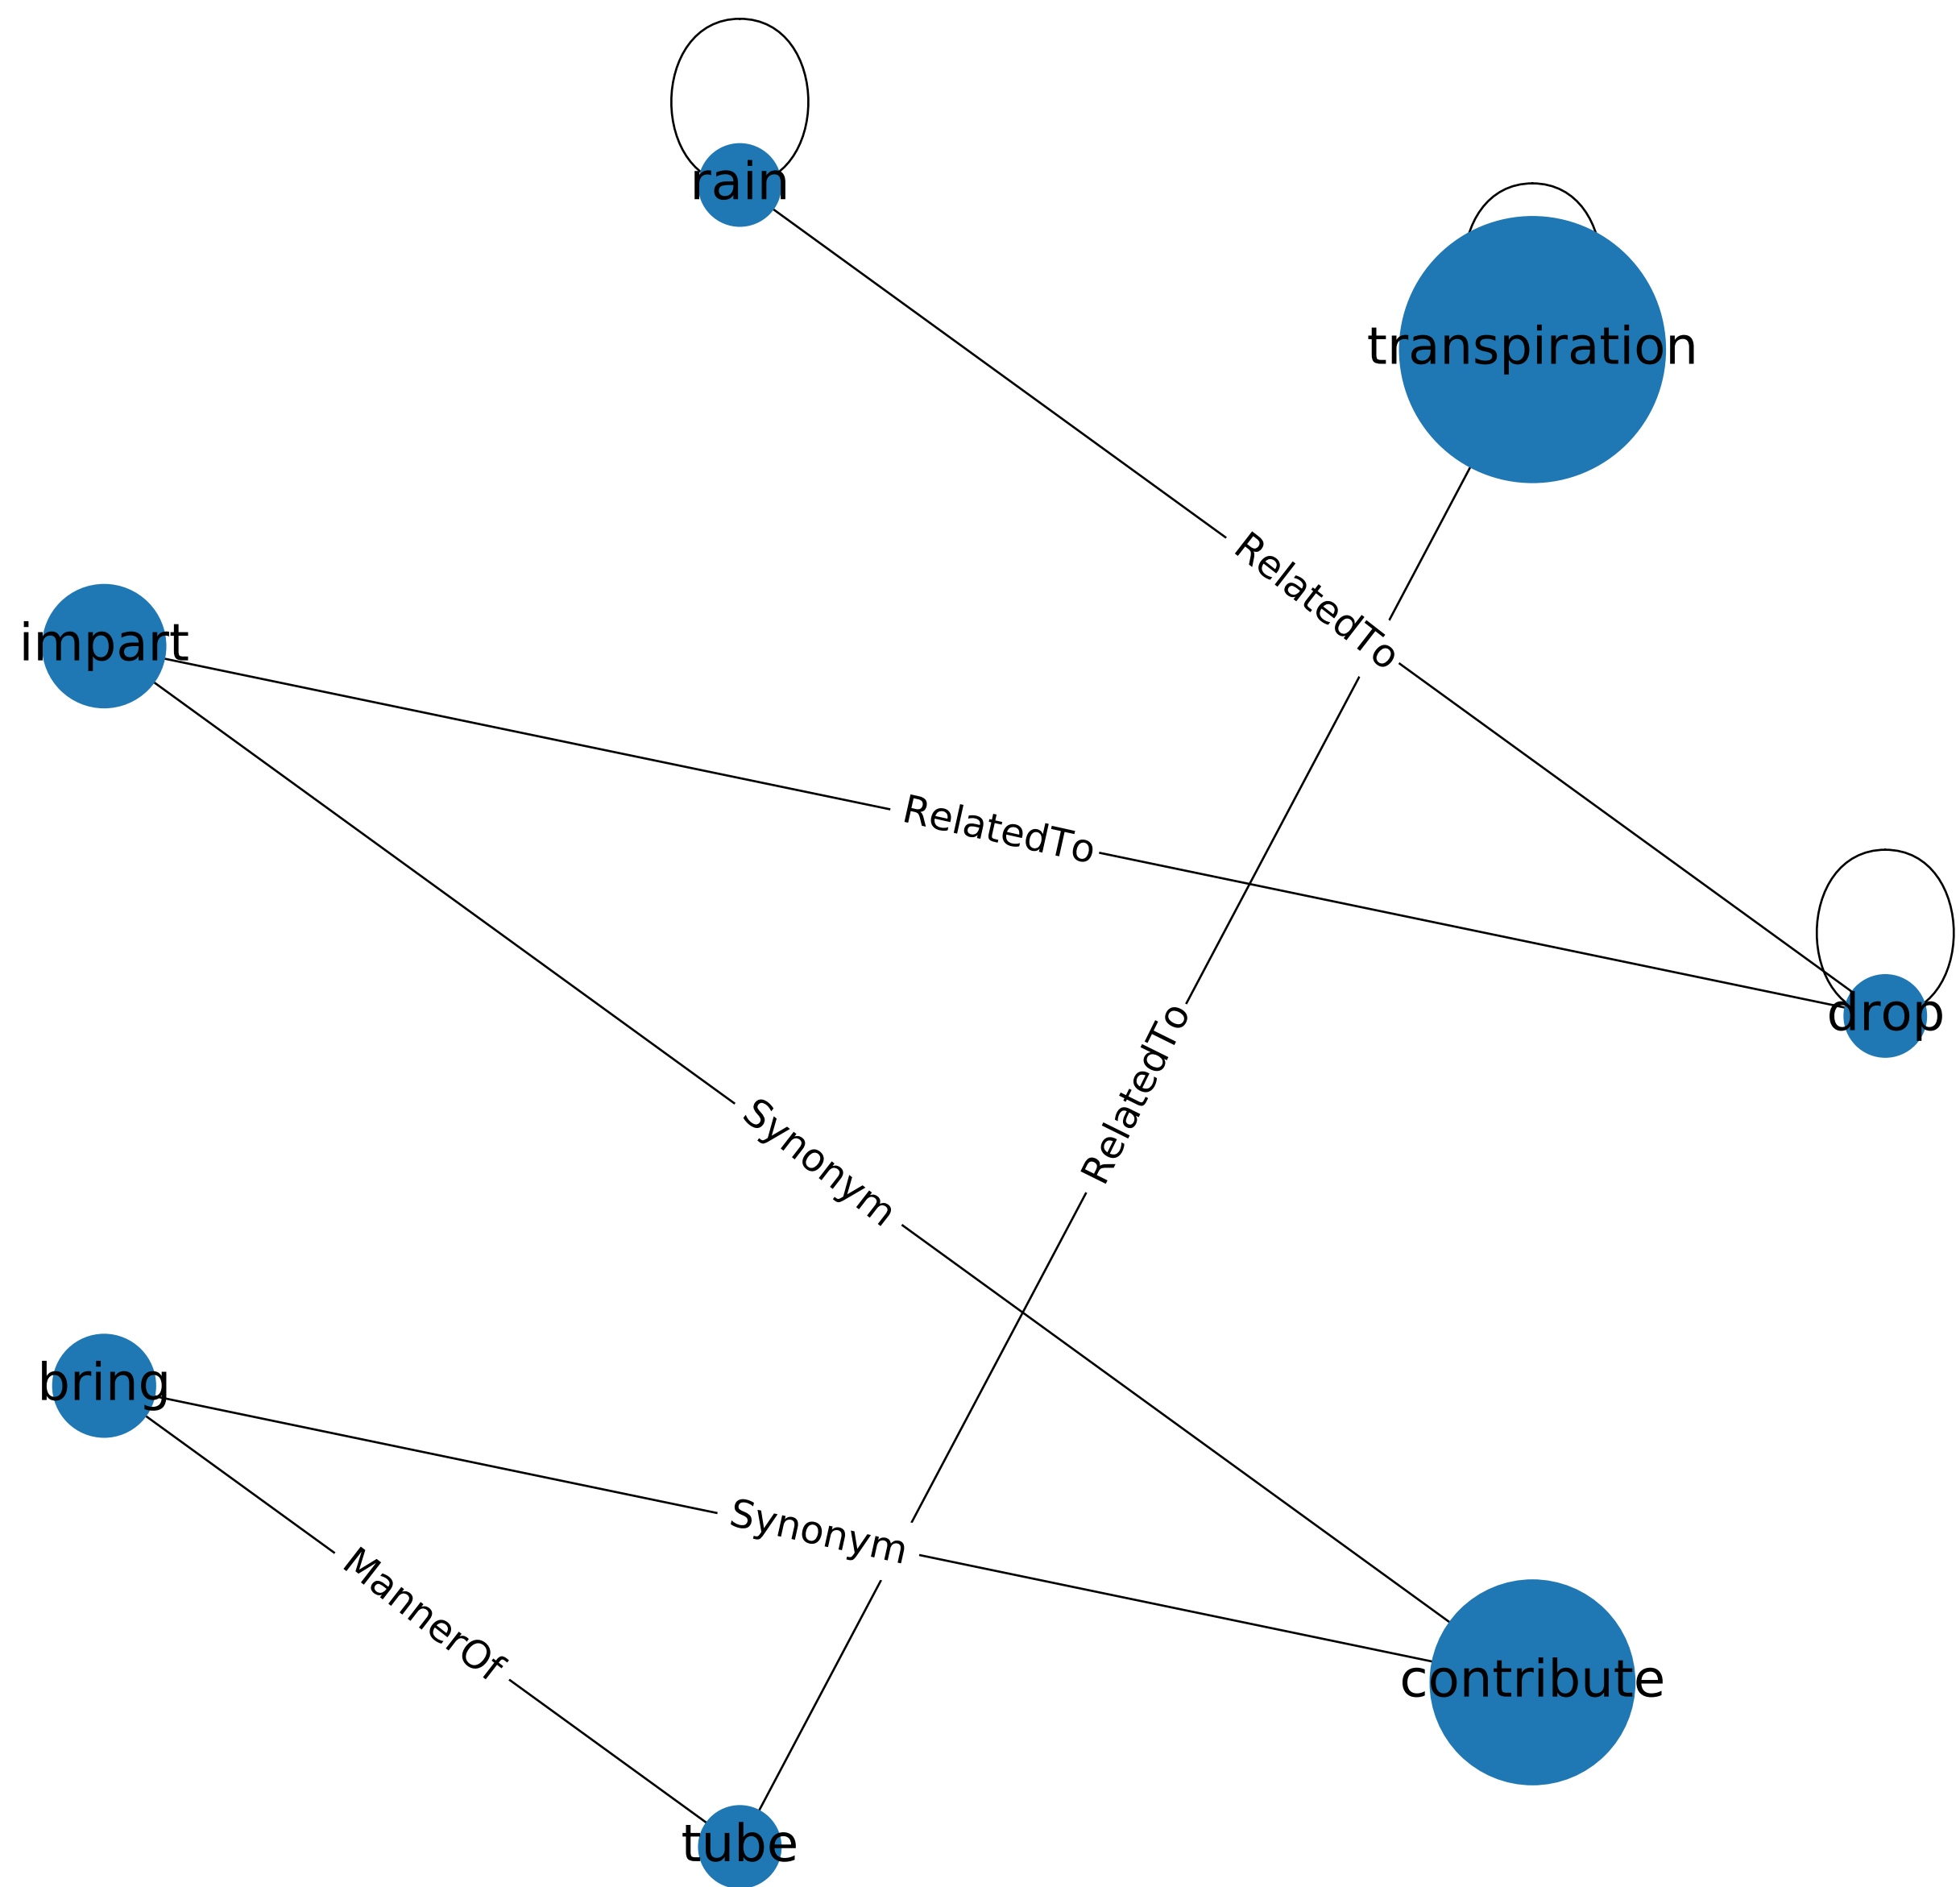 rain
transpiration
RelatedTo
impart
RelatedTo
drop
RelatedTo
Synonym
bring
Synonym
MannerOf
contribute
tube